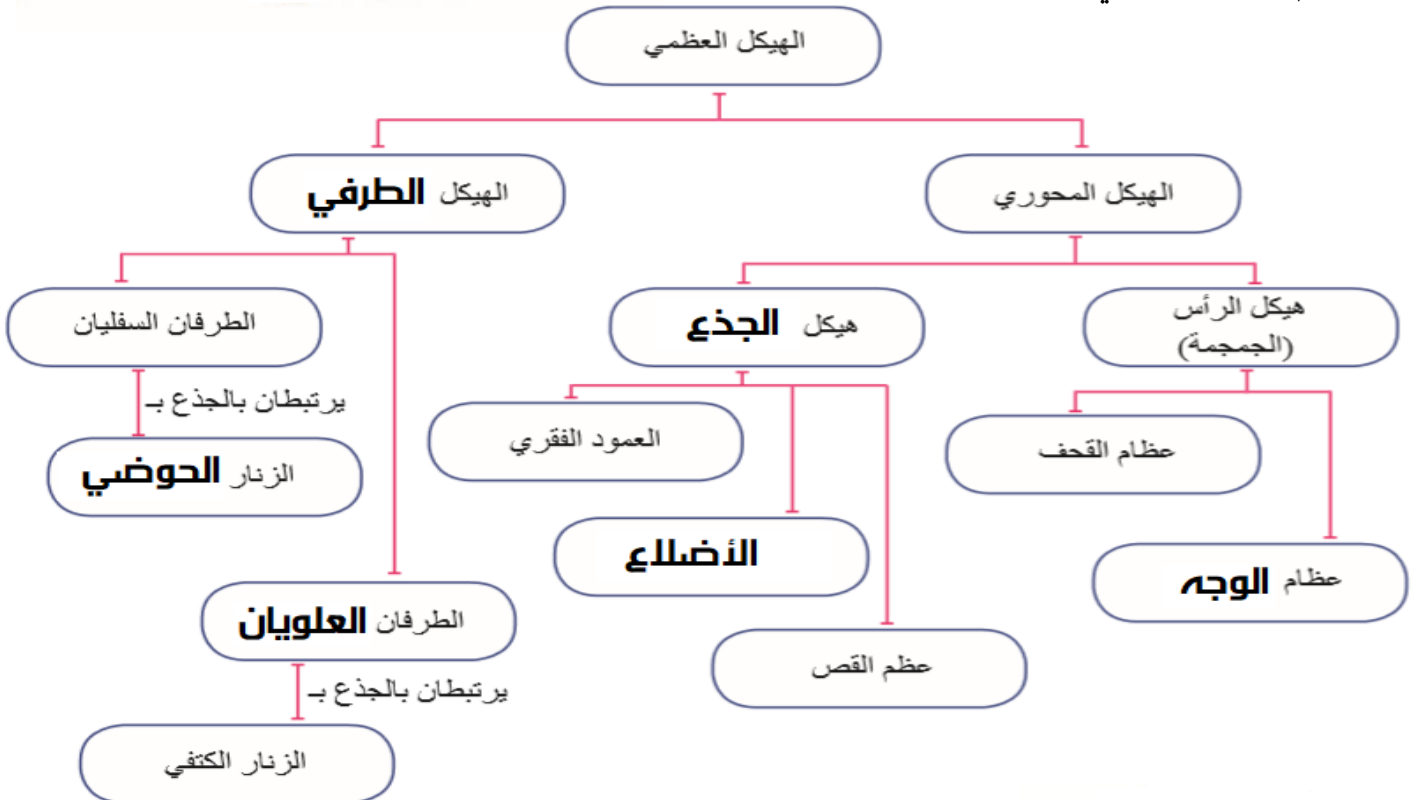 الهيكل العظمي
الهيكل المحوري
الهيكل الطرفي
هيكل الرأس
(الجمجمة)
هيكل الجذع
الطرفان السفليان
يرتبطان بالجذع بـ
عظام القحف
العمود الفقري
الزنار الحوضي
الأضلاع
عظام الوجه
الطرفان العلويان
عظم القص
يرتبطان بالجذع بـ
الزنار الكتفي